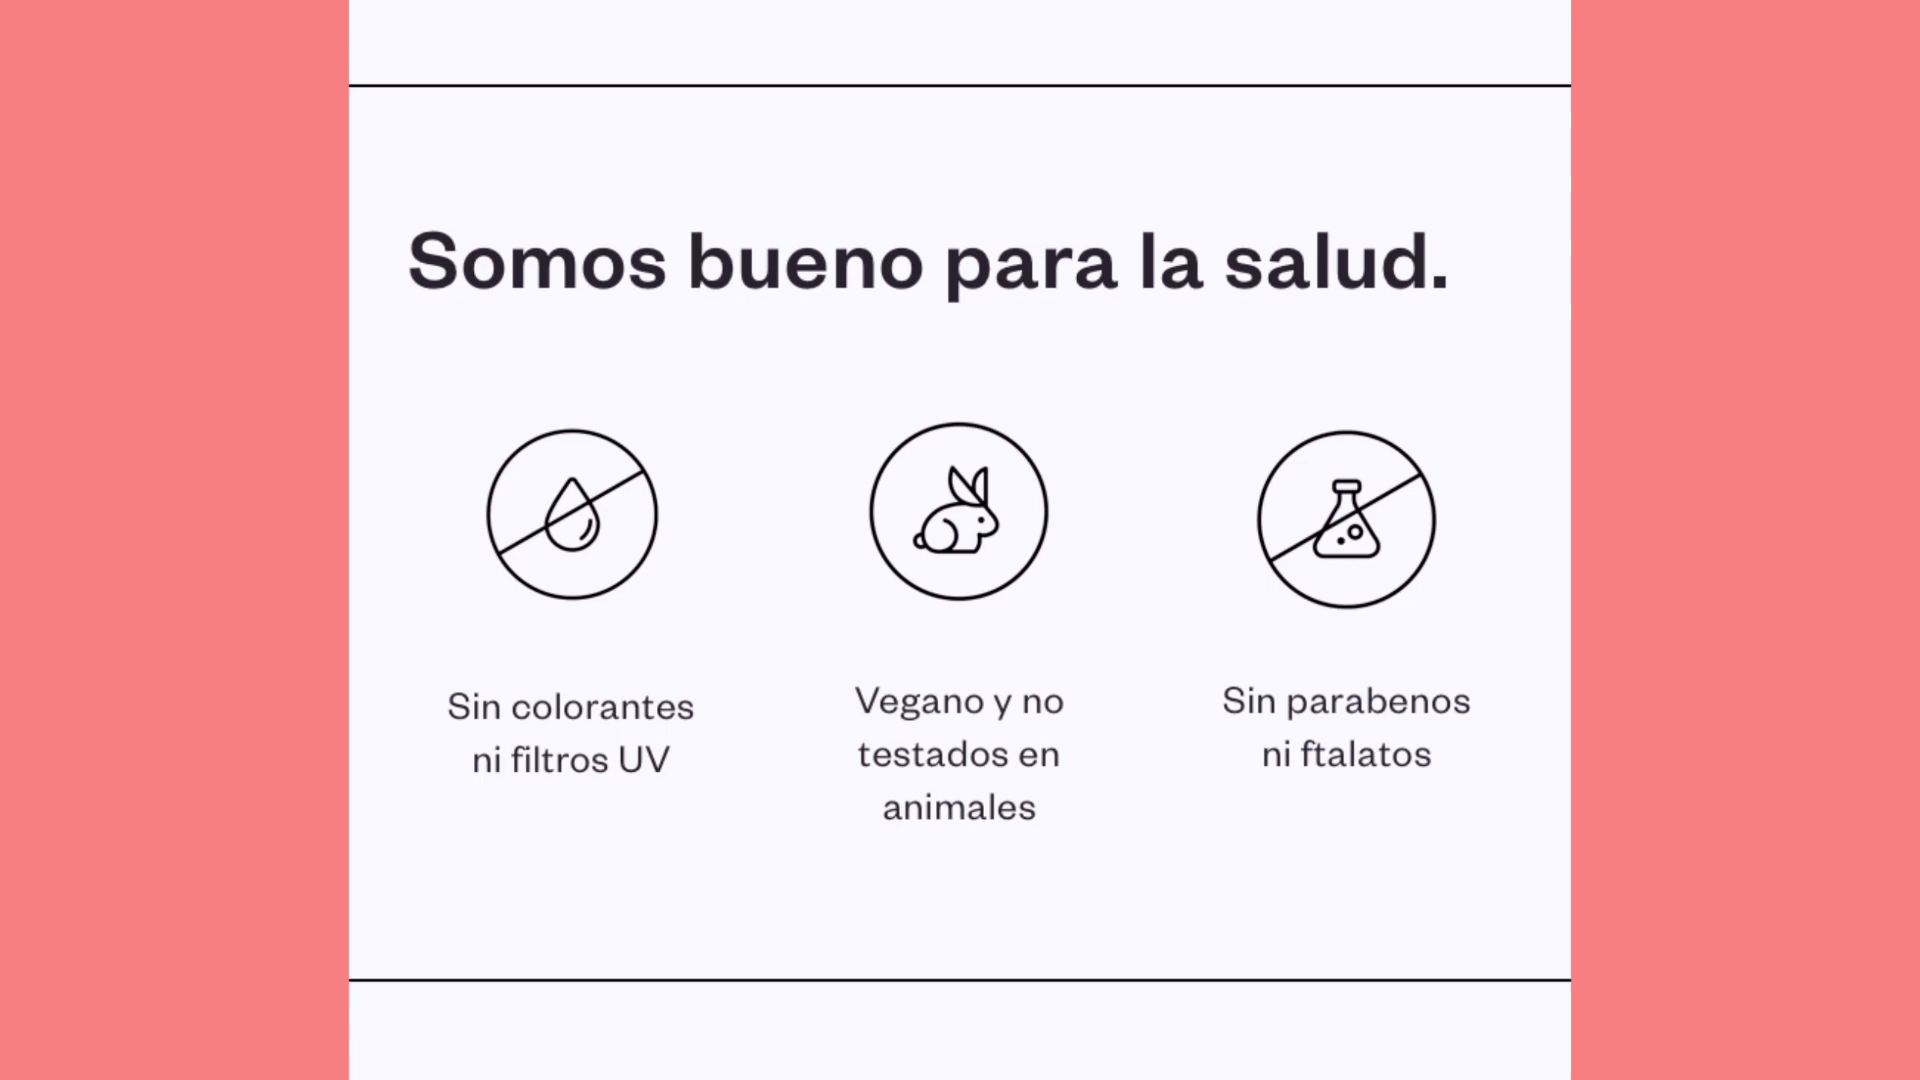 Somos bueno para la salud.
Sin colorantes
ni filtros UV
Vegano y no
testados en
animales
Sin parabenos
ni ftalatos